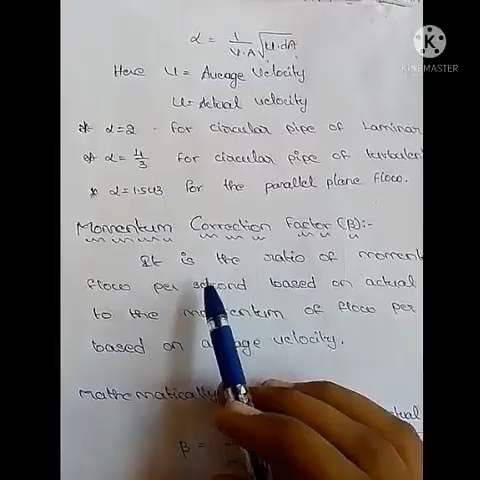 α = 1/V·A √u·dA
KINEMASTER
Here U = Average velocity
u = Actual velocity
* α=2 - for circular pipe of Laminar
* α = 4/3 for circular pipe of turbulent
* α=1.543 for the parallel plane flow.
Momentum Correction Factor (β):-
It is the ratio of moment
flow per second based on actual
to the momentum of flow per
based on average velocity.
Mathematically
β =